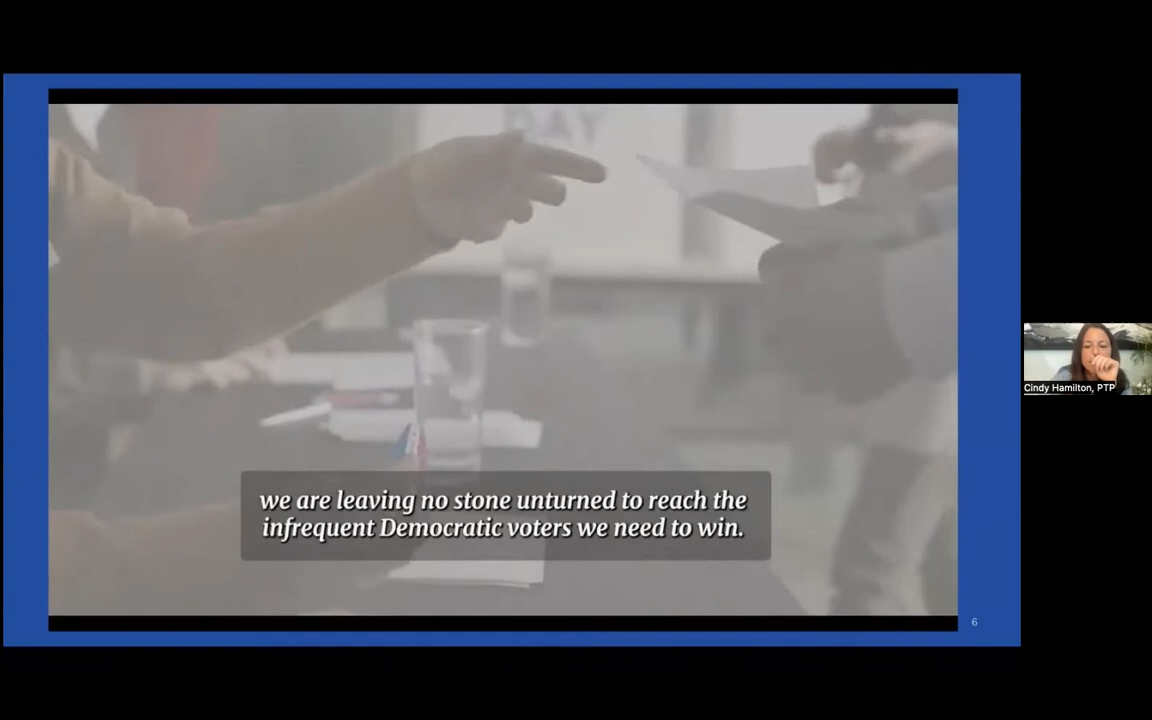 we are leaving no stone unturned to reach the
infrequent Democratic voters we need to win.
Cindy Hamilton, PTP
6